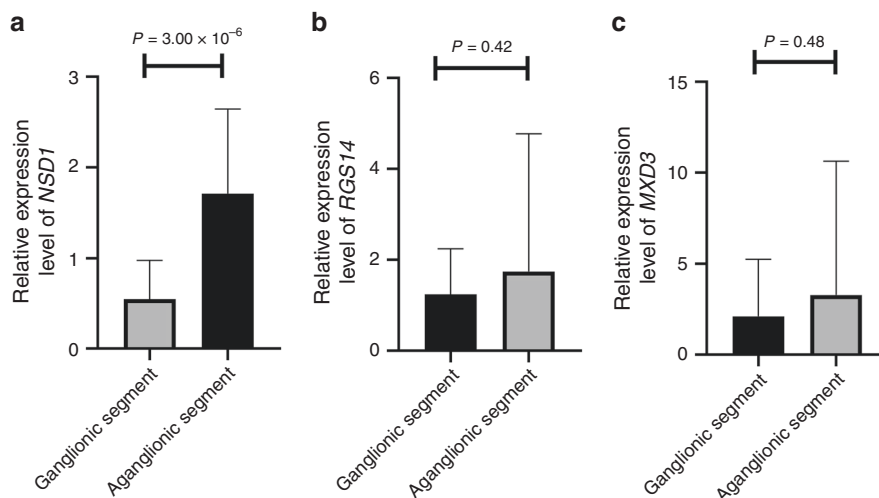 a
P = 3.00 × 10⁻⁶
Relative expression
level of NSD1
3
2
1
0
Ganglionic segment
Aganglionic segment
b
P = 0.42
Relative expression
level of RGS14
6
4
2
0
Ganglionic segment
Aganglionic segment
c
P = 0.48
Relative expression
level of MXD3
15
10
5
0
Ganglionic segment
Aganglionic segment